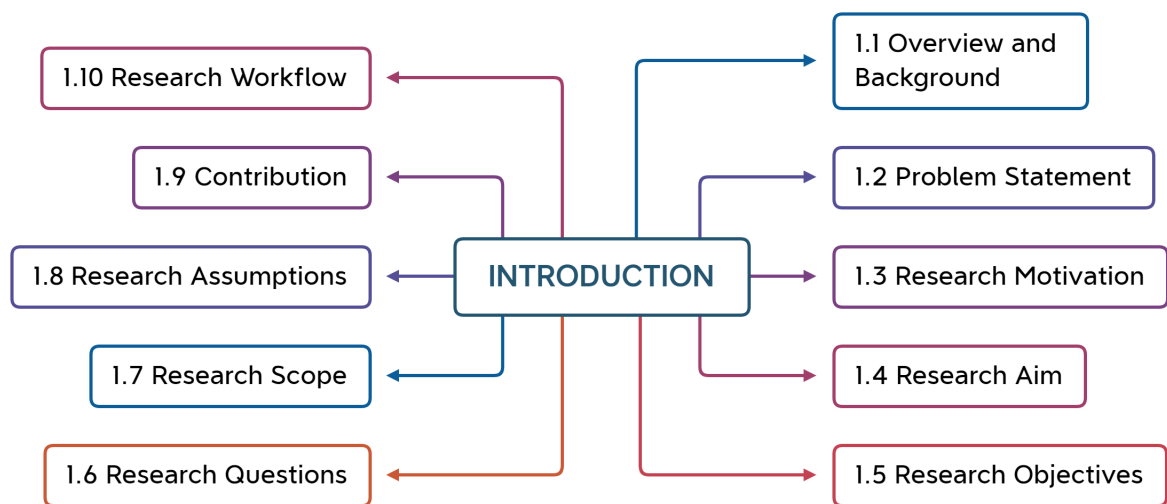 INTRODUCTION
1.1 Overview and
Background
1.2 Problem Statement
1.3 Research Motivation
1.4 Research Aim
1.5 Research Objectives
1.6 Research Questions
1.7 Research Scope
1.8 Research Assumptions
1.9 Contribution
1.10 Research Workflow